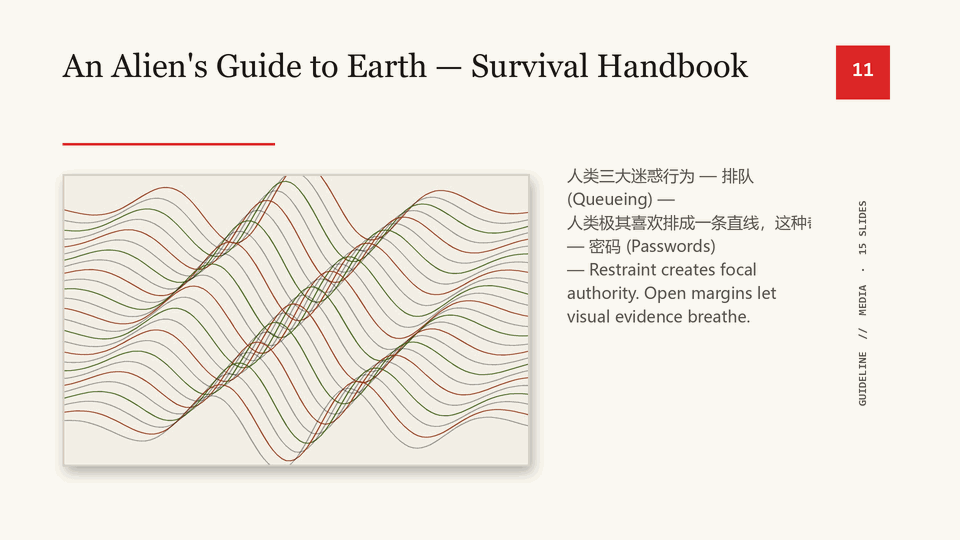 An Alien's Guide to Earth — Survival Handbook
11
人类三大迷惑行为 — 排队
(Queueing) —
人类极其喜欢排成一条直线，这种
— 密码 (Passwords)
— Restraint creates focal
authority. Open margins let
visual evidence breathe.
GUIDELINE // MEDIA · 15 SLIDES